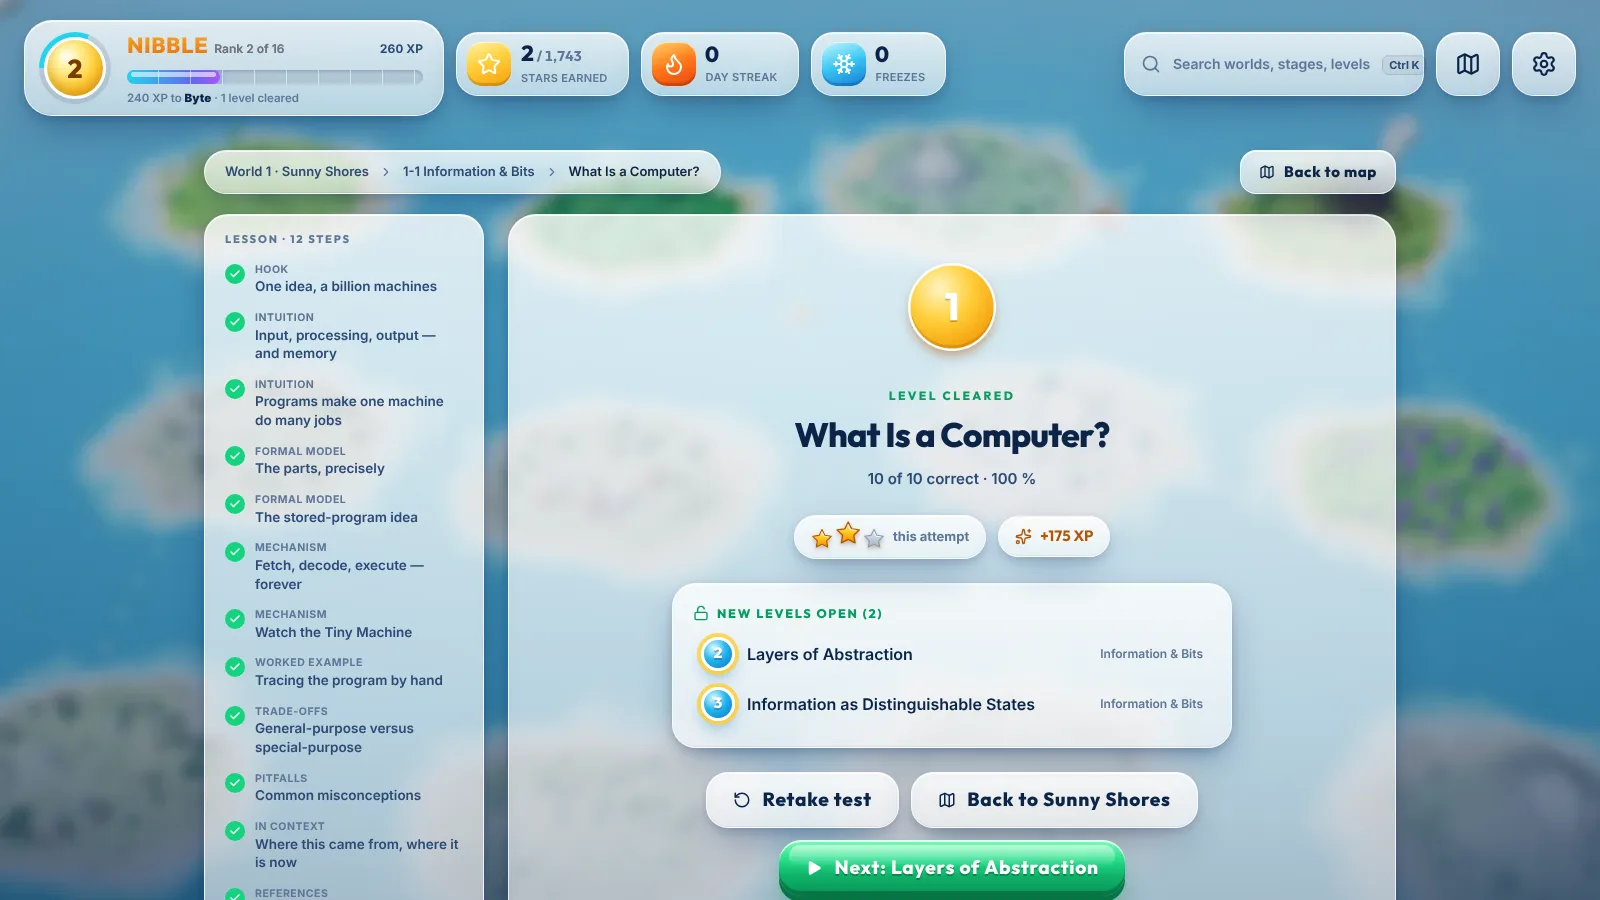 2
NIBBLE Rank 2 of 16 260 XP
240 XP to Byte · 1 level cleared
2 / 1,743
STARS EARNED
0
DAY STREAK
0
FREEZES
Search worlds, stages, levels Ctrl K
World 1 · Sunny Shores > 1-1 Information & Bits > What Is a Computer?
Back to map
LESSON · 12 STEPS
HOOK
One idea, a billion machines
INTUITION
Input, processing, output —
and memory
INTUITION
Programs make one machine
do many jobs
FORMAL MODEL
The parts, precisely
FORMAL MODEL
The stored-program idea
MECHANISM
Fetch, decode, execute —
forever
MECHANISM
Watch the Tiny Machine
WORKED EXAMPLE
Tracing the program by hand
TRADE-OFFS
General-purpose versus
special-purpose
PITFALLS
Common misconceptions
IN CONTEXT
Where this came from, where it
is now
REFERENCES
1
LEVEL CLEARED
What Is a Computer?
10 of 10 correct · 100 %
this attempt
+175 XP
NEW LEVELS OPEN (2)
2 Layers of Abstraction Information & Bits
3 Information as Distinguishable States Information & Bits
Retake test
Back to Sunny Shores
Next: Layers of Abstraction